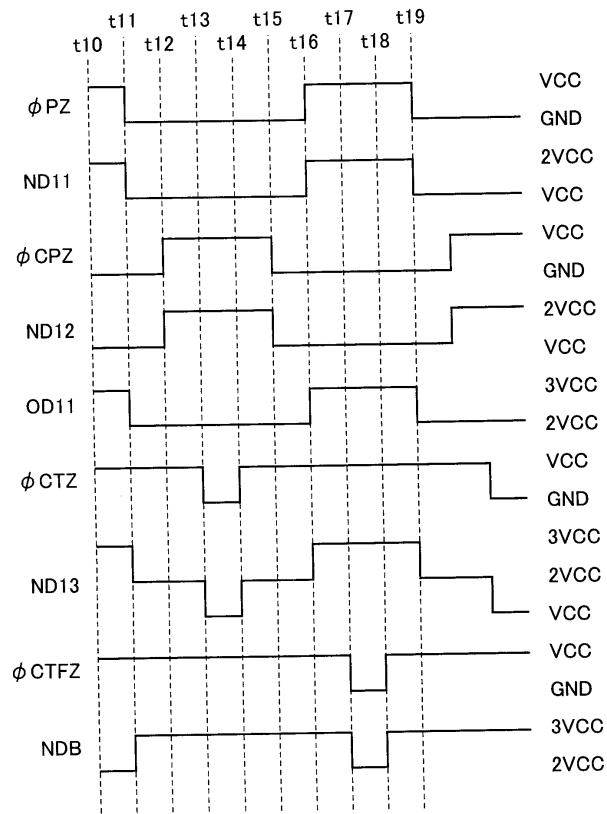 t11 t13 t15 t17 t19
t10 t12 t14 t16 t18
φPZ VCC
GND
ND11 2VCC
VCC
φCPZ VCC
GND
ND12 2VCC
VCC
OD11 3VCC
2VCC
φCTZ VCC
GND
ND13 3VCC
2VCC
VCC
φCTFZ VCC
GND
NDB 3VCC
2VCC